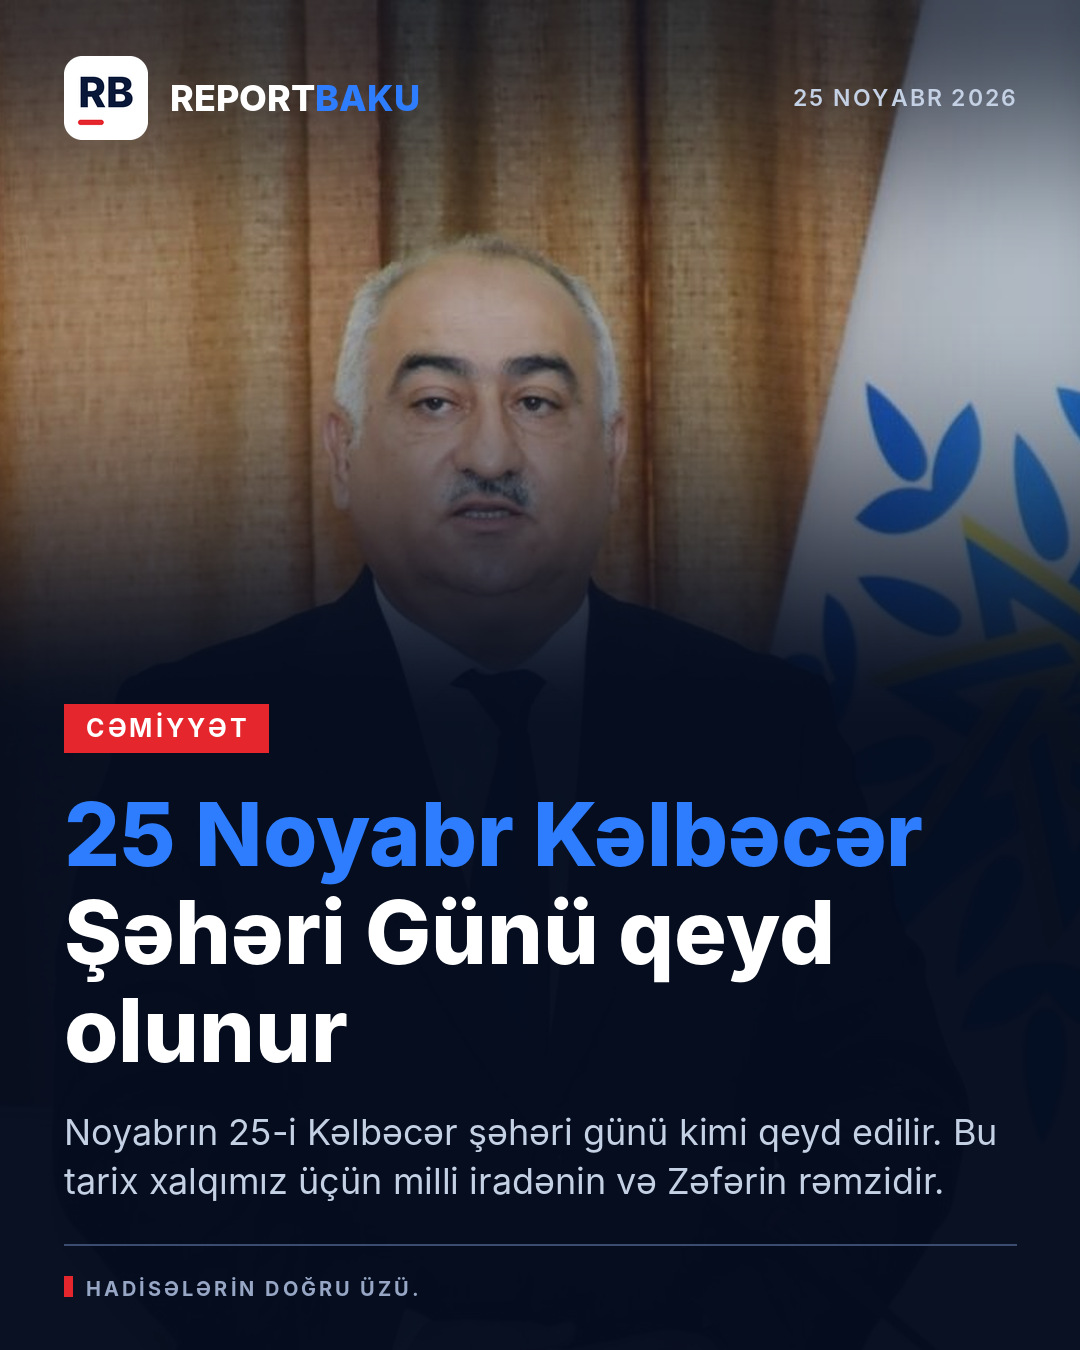 RB
REPORTBAKU
25 NOYABR 2026
CƏMİYYƏT
25 Noyabr Kəlbəcər
Şəhəri Günü qeyd
olunur
Noyabrın 25-i Kəlbəcər şəhəri günü kimi qeyd edilir. Bu
tarix xalqımız üçün milli iradənin və Zəfərin rəmzidir.
HADİSƏLƏRİN DOĞRU ÜZÜ.